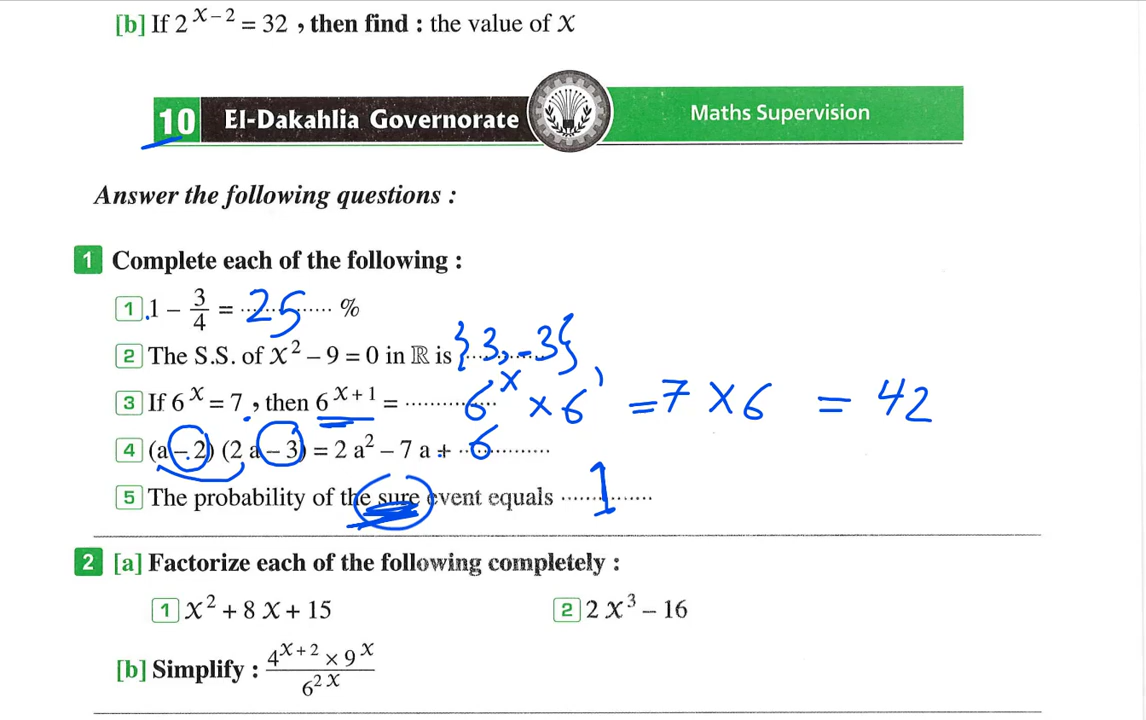 [b] If 2^(x−2) = 32 , then find : the value of x
10 El-Dakahlia Governorate Maths Supervision
Answer the following questions :
1 Complete each of the following :
1 1 − 3/4 = 25 %
2 The S.S. of x² − 9 = 0 in ℝ is {3, −3}
3 If 6^x = 7 , then 6^(x+1) = 6^x × 6^1 = 7 × 6 = 42
4 (a − 2) (2 a − 3) = 2 a² − 7 a + 6
5 The probability of the sure event equals 1
2 [a] Factorize each of the following completely :
1 x² + 8 x + 15 2 2 x³ − 16
[b] Simplify : (4^(x+2) × 9^x)/(6^(2x))